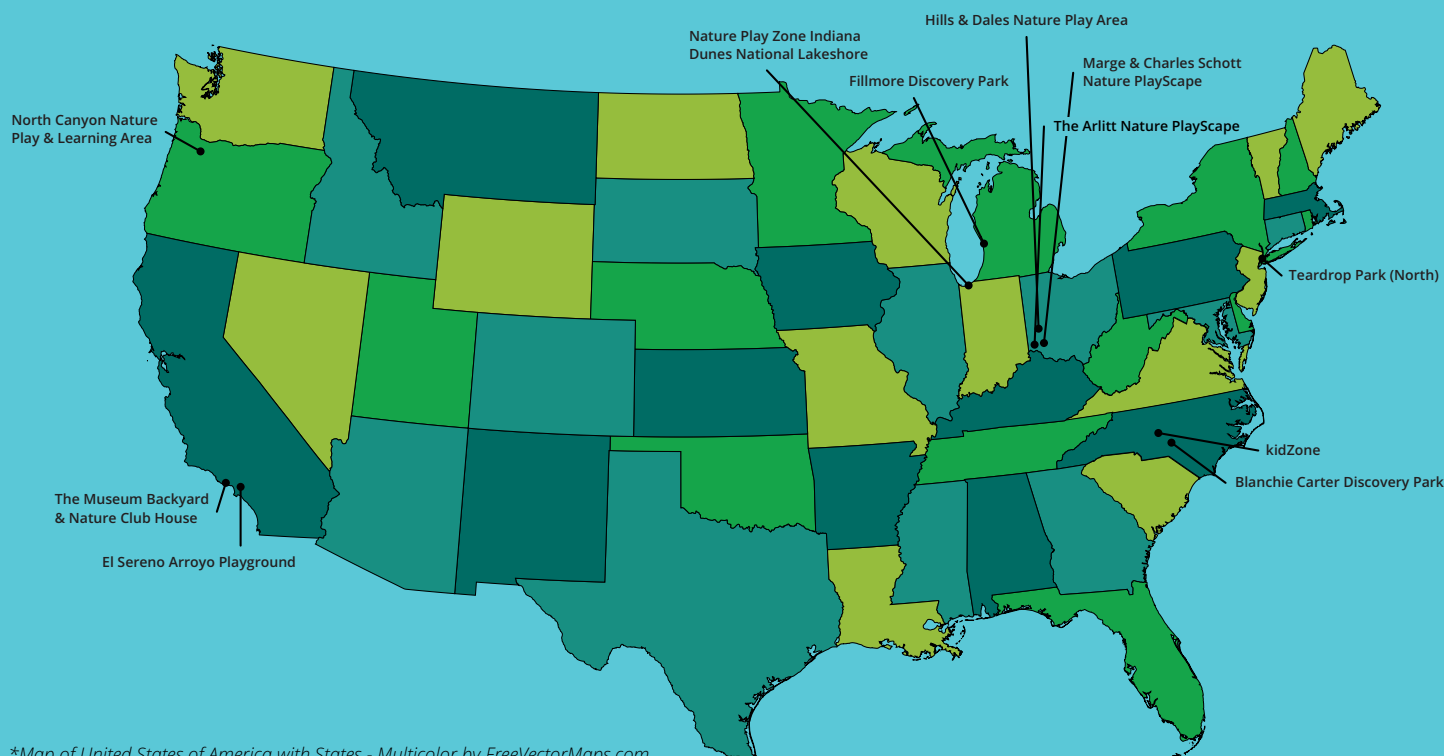 Hills & Dales Nature Play Area
Nature Play Zone Indiana
Dunes National Lakeshore
Marge & Charles Schott
Nature PlayScape
Fillmore Discovery Park
North Canyon Nature
Play & Learning Area
The Arlitt Nature PlayScape
Teardrop Park (North)
kidZone
Blanchie Carter Discovery Park
The Museum Backyard
& Nature Club House
El Sereno Arroyo Playground
*Map of United States of America with States - Multicolor by FreeVectorMaps.com